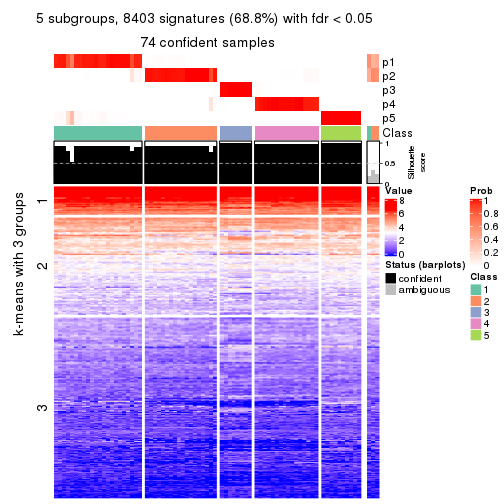 5 subgroups, 8403 signatures (68.8%) with fdr < 0.05
74 confident samples
p1
p2
p3
p4
p5
Class
1
0.5
0
Silhouette
score
k-means with 3 groups
1
2
3
Value
8
6
4
2
0
Status (barplots)
confident
ambiguous
Prob
1
0.8
0.6
0.4
0.2
0
Class
1
2
3
4
5